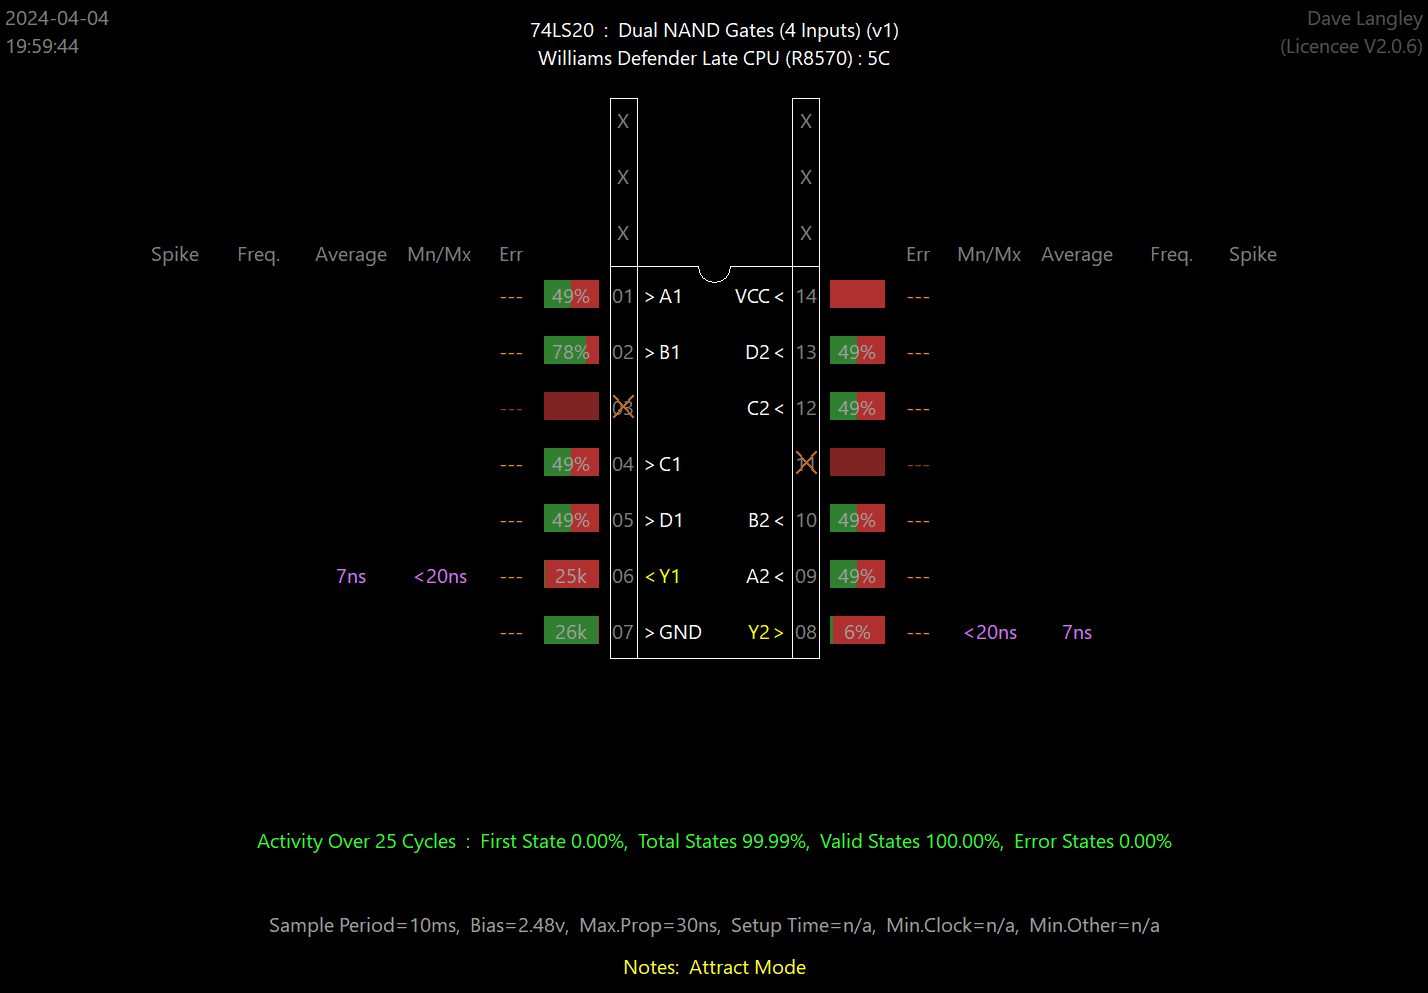 2024-04-04
19:59:44
74LS20 : Dual NAND Gates (4 Inputs) (v1)
Williams Defender Late CPU (R8570) : 5C
Dave Langley
(Licencee V2.0.6)
X X
X X
X X
Spike Freq. Average Mn/Mx Err Err Mn/Mx Average Freq. Spike
--- 49% 01 >A1 VCC< 14 ---
--- 78% 02 >B1 D2< 13 49% ---
--- 03 C2< 12 49% ---
--- 49% 04 >C1 11 ---
--- 49% 05 >D1 B2< 10 49% ---
7ns <20ns --- 25k 06 <Y1 A2< 09 49% ---
--- 26k 07 >GND Y2> 08 6% --- <20ns 7ns
Activity Over 25 Cycles : First State 0.00%, Total States 99.99%, Valid States 100.00%, Error States 0.00%
Sample Period=10ms, Bias=2.48v, Max.Prop=30ns, Setup Time=n/a, Min.Clock=n/a, Min.Other=n/a
Notes: Attract Mode